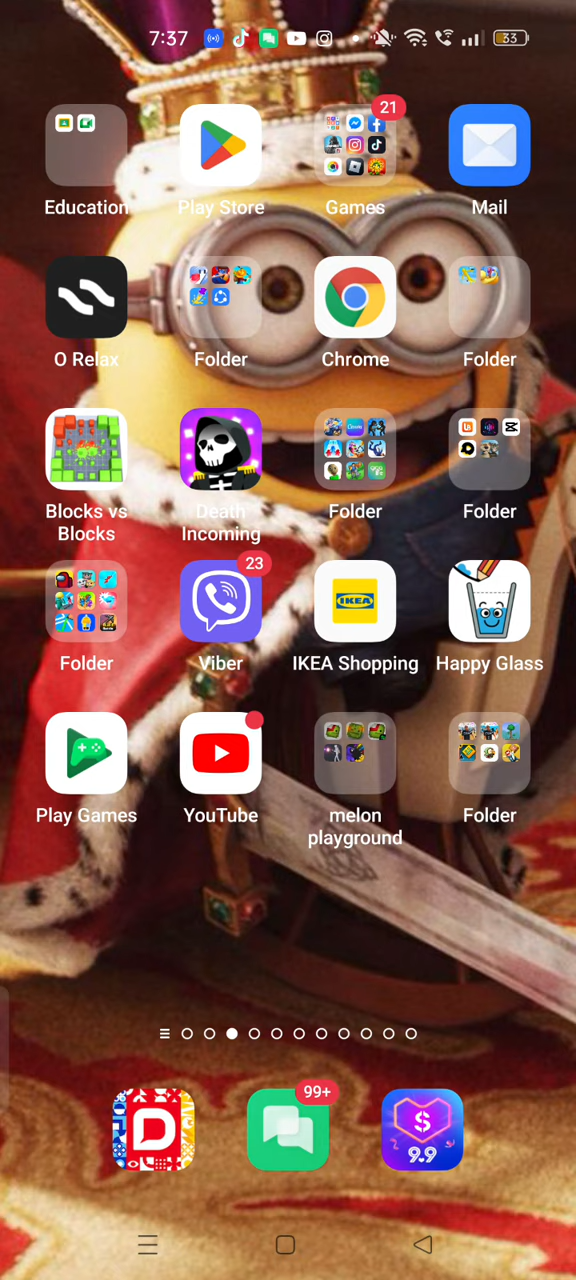 7:37
33
21
Education
Play Store
Games
Mail
O Relax
Folder
Chrome
Folder
Blocks vs
Blocks
Death
Incoming
Folder
Folder
23
IKEA
Folder
Viber
IKEA Shopping
Happy Glass
Play Games
YouTube
melon
playground
Folder
99+
$
9.9